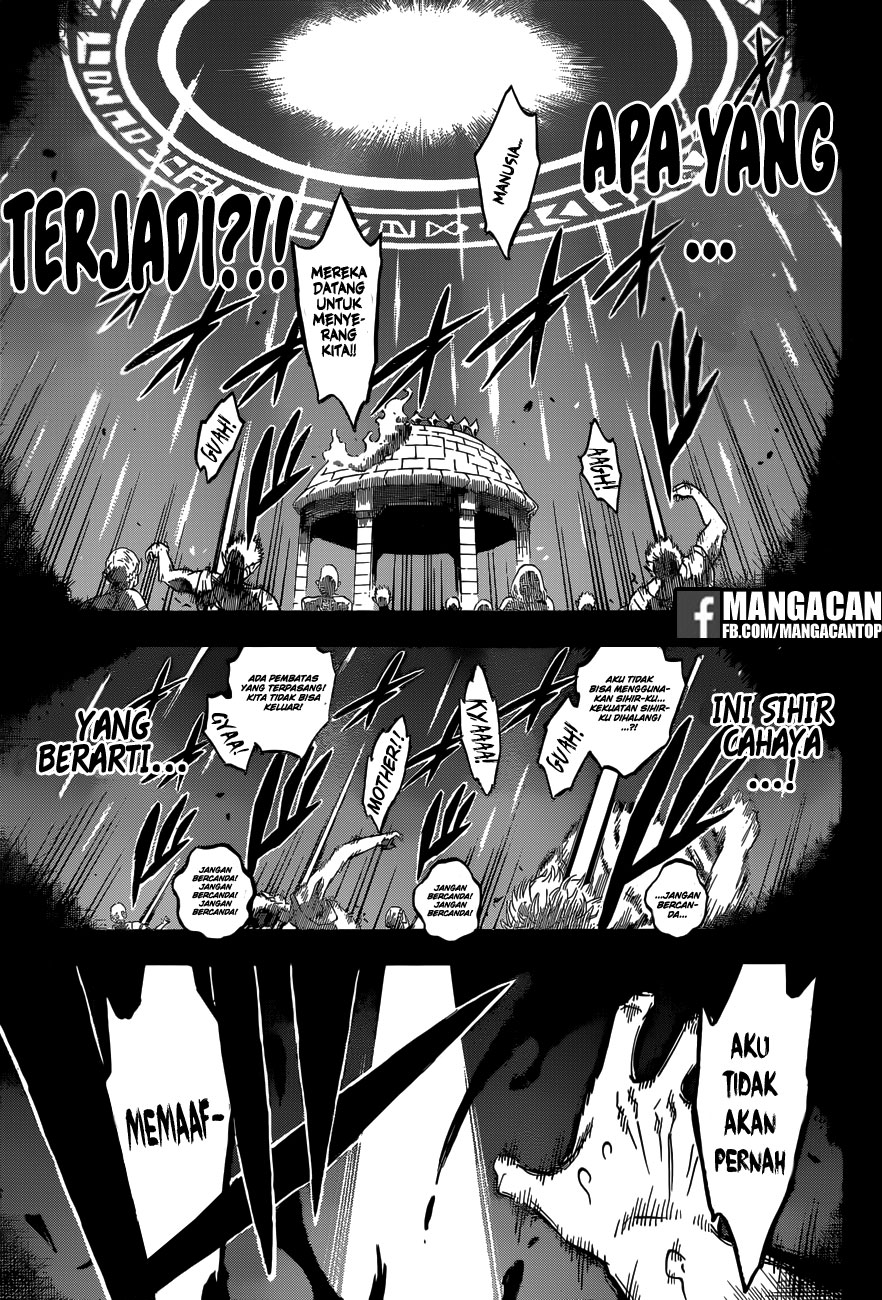 APA YANG
...
MANUSIA..
TERJADI?!!
MEREKA
DATANG
UNTUK
MENYE-
RANG
KITA!!
AAGH!
GUAH!
MANGACAN
FB.COM/MANGACANTOP
INI SIHIR
CAHAYA
...!
AKU TIDAK
BISA MENGGUNA-
KAN SIHIR-KU...
KEKUATAN SIHIR-
KU DIHALANGI
...?!
GUAH!
KYAAAA!
MOTHER!!
ADA PEMBATAS
YANG TERPASANG!
KITA TIDAK BISA
KELUAR!
GYAA!
YANG
BERARTI...
...JANGAN
BERCAN-
DA...
JANGAN
BERCANDA!
JANGAN
BERCANDA!
JANGAN
BERCANDA!
JANGAN
BERCANDA!
JANGAN
BERCANDA!
AKU
TIDAK
AKAN
PERNAH
MEMAAF-